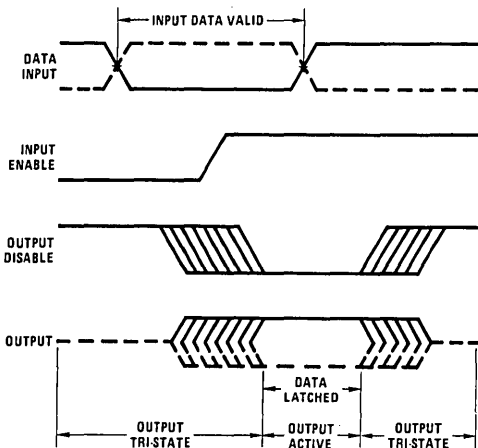 INPUT DATA VALID
DATA
INPUT
INPUT
ENABLE
OUTPUT
DISABLE
OUTPUT
DATA
LATCHED
OUTPUT
TRI-STATE
OUTPUT
ACTIVE
OUTPUT
TRI-STATE